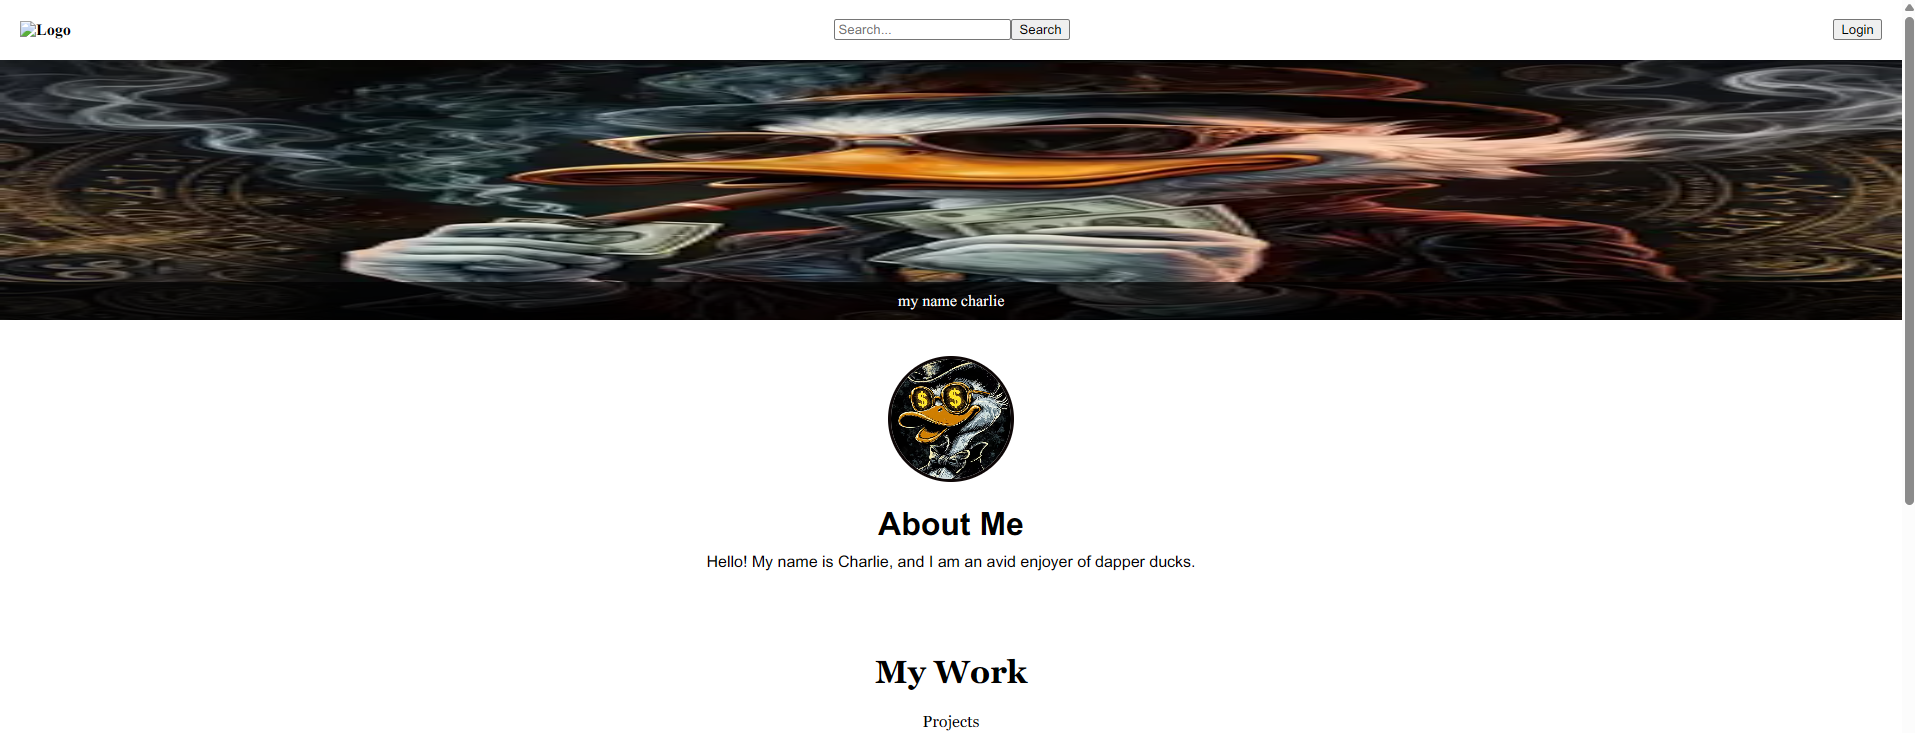 Logo
Search...
Search
Login
my name charlie
$ $
About Me
Hello! My name is Charlie, and I am an avid enjoyer of dapper ducks.
My Work
Projects